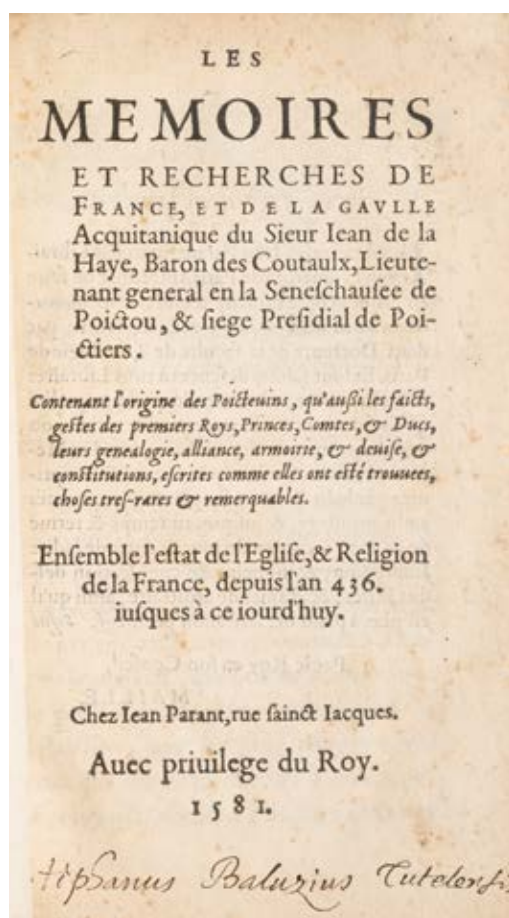 LES
MEMOIRES
ET RECHERCHES DE
FRANCE, ET DE LA GAVLLE
Acquitanique du Sieur Iean de la
Haye, Baron des Coutaulx, Lieute-
nant general en la Seneſchauſee de
Poictou, & ſiege Preſidial de Poi-
ctiers.
Contenant l'origine des Poicteuins, qu'auſsi les faicts,
geſtes des premiers Roys, Princes, Comtes, & Ducs,
leurs genealogie, alliance, armoirie, & deuiſe, &
conſtitutions, eſcrites comme elles ont eſté trouuees,
choſes treſ-rares & remerquables.
Enſemble l'eſtat de l'Egliſe, & Religion
de la France, depuis l'an 436.
iuſques à ce iourd'huy.
Chez Iean Parant, rue ſainct Iacques.
Auec priuilege du Roy.
1581.
Stephanus Baluzius Tutelensis